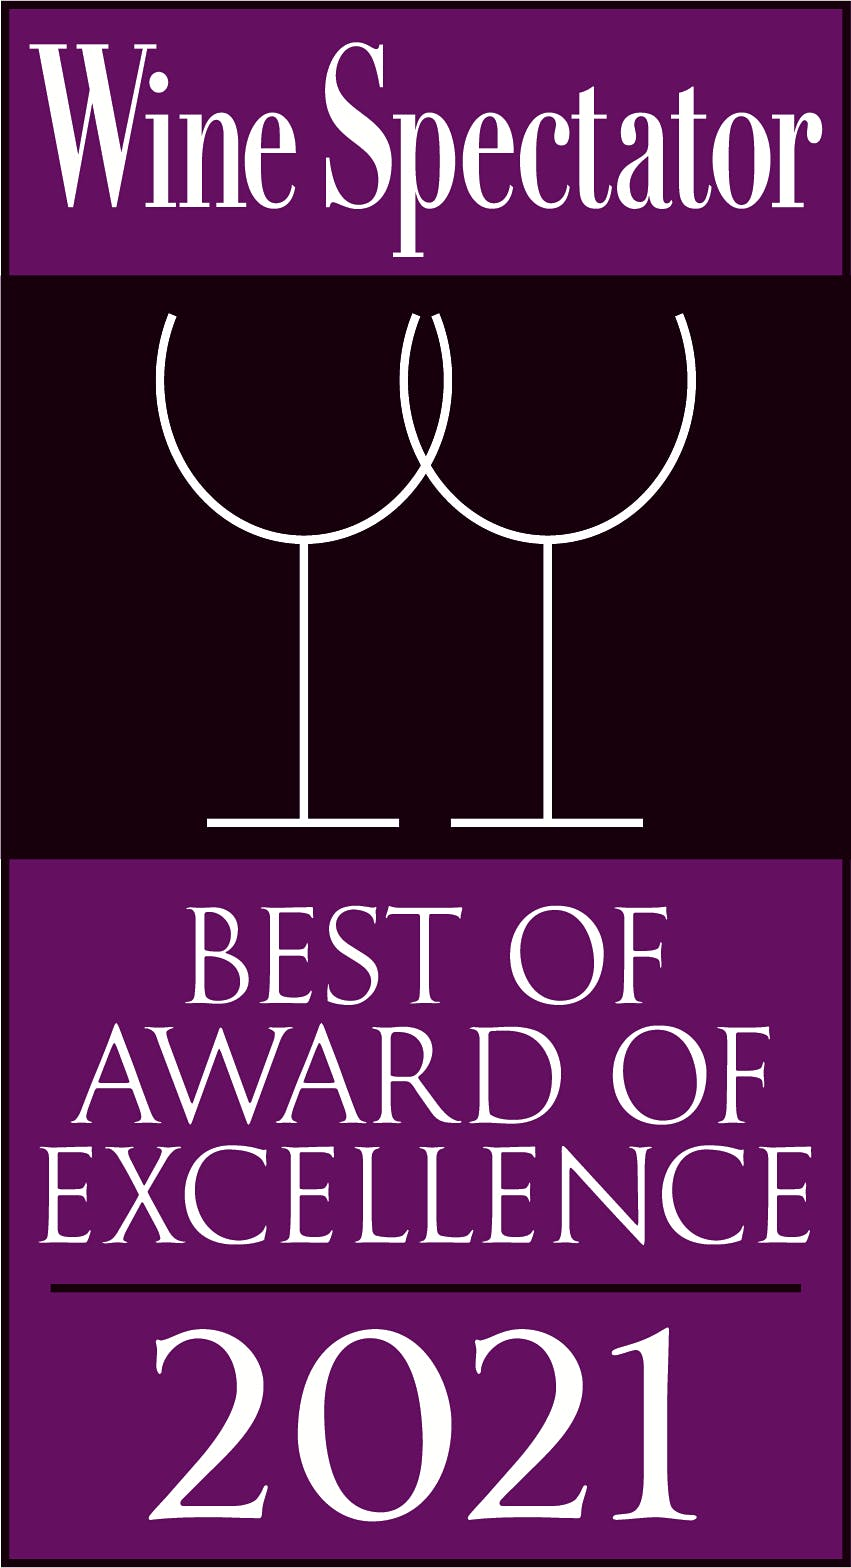 Wine Spectator
BEST OF
AWARD OF
EXCELLENCE
2021